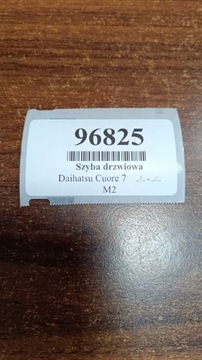 96825
Szyba drzwiowa
Daihatsu Cuore 7
M2